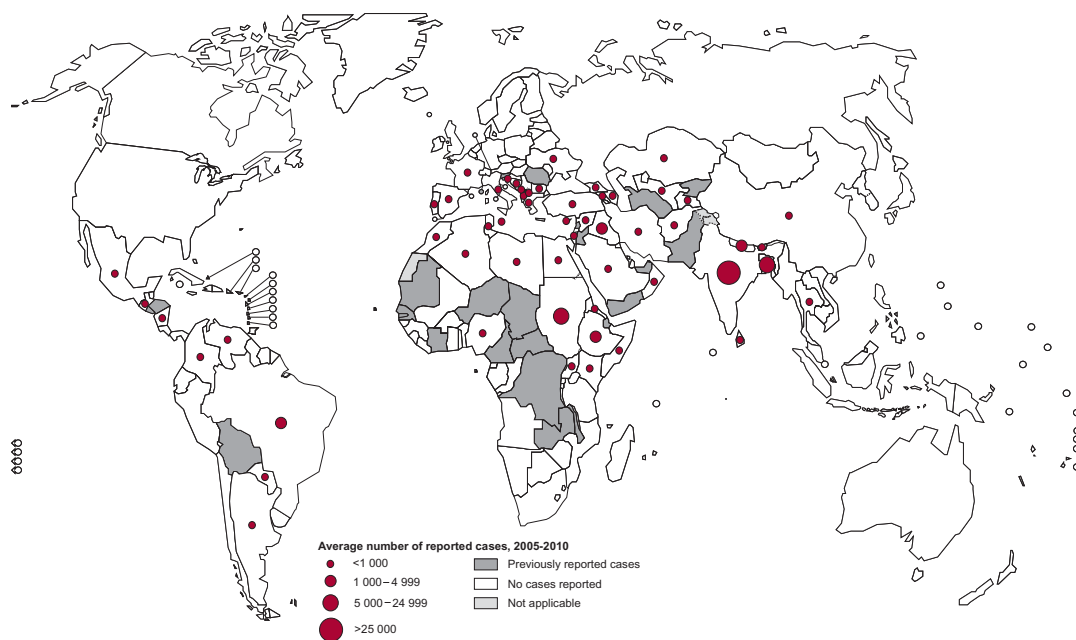 Average number of reported cases, 2005-2010
<1 000
1 000–4 999
5 000–24 999
>25 000
Previously reported cases
No cases reported
Not applicable